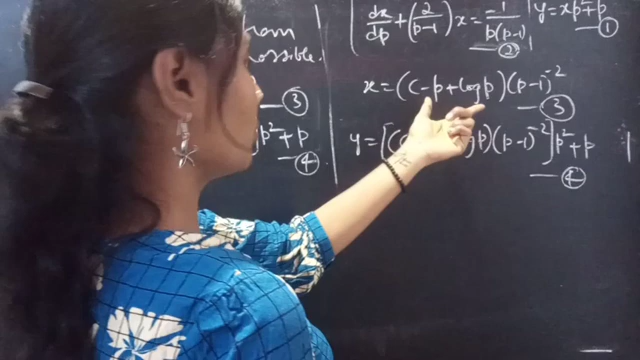 ossible.
③
p²+p
④
dx/dp + (2/(p-1)) x = -1/(p(p-1))
②
y = xp²+p
①
x = (c-p+log p)(p-1)⁻²
③
y = [(c
p)(p-1)⁻²]p²+p
④